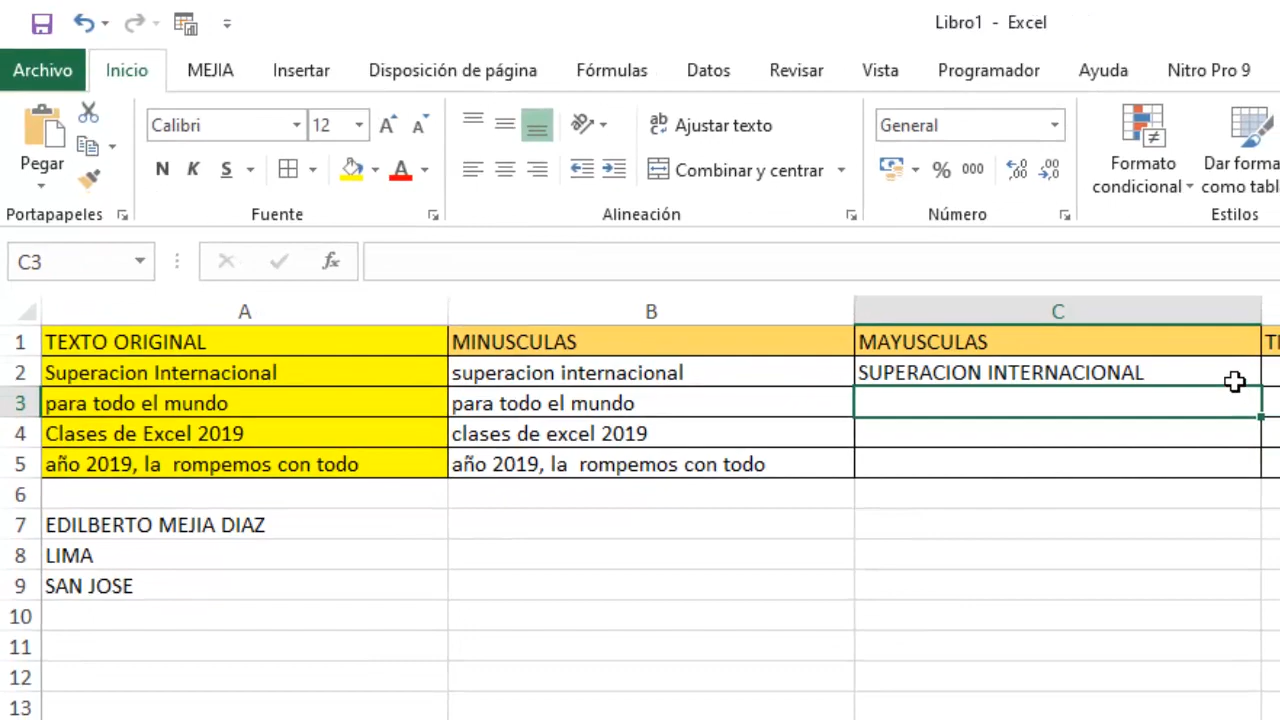 Libro1 - Excel
Archivo Inicio MEJIA Insertar Disposición de página Fórmulas Datos Revisar Vista Programador Ayuda Nitro Pro 9
Pegar
Portapapeles
Calibri 12
N K S
Fuente
Ajustar texto
Combinar y centrar
Alineación
General
% 000
Número
Formato condicional
Dar forma
como tabl
Estilos
C3 fx
A B C
1 TEXTO ORIGINAL MINUSCULAS MAYUSCULAS
2 Superacion Internacional superacion internacional SUPERACION INTERNACIONAL
3 para todo el mundo para todo el mundo
4 Clases de Excel 2019 clases de excel 2019
5 año 2019, la  rompemos con todo año 2019, la  rompemos con todo
6
7 EDILBERTO MEJIA DIAZ
8 LIMA
9 SAN JOSE
10
11
12
13